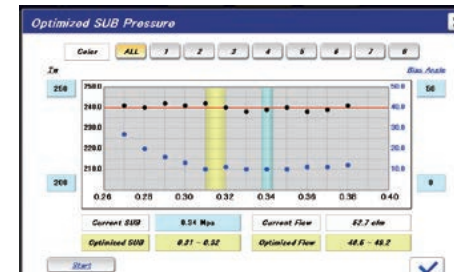 Optimized SUB Pressure
Color ALL 1 2 3 4 5 6 7 8
Bias Angle
250 250.0 50.0 50
240.0 40.0
230.0 30.0
220.0 20.0
210.0 10.0
200 0
0.26 0.28 0.30 0.32 0.34 0.36 0.38 0.40
Current SUB 0.34 Mpa Current Flow 52.7
Optimized SUB 0.31 - 0.32 Optimized Flow 48.6 - 49.2
Start